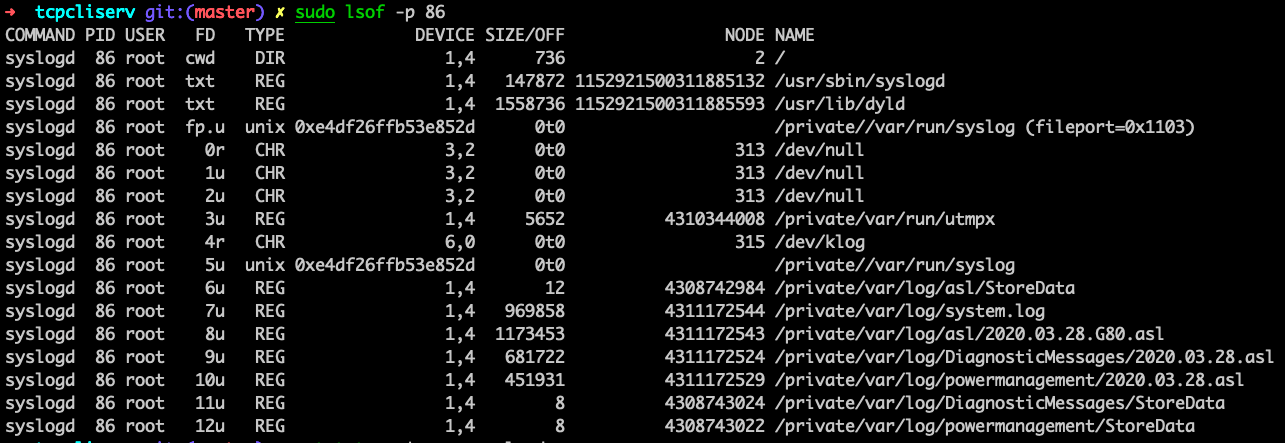 ➜ tcpcliserv git:(master) ✗ sudo lsof -p 86
COMMAND PID USER FD TYPE DEVICE SIZE/OFF NODE NAME
syslogd 86 root cwd DIR 1,4 736 2 /
syslogd 86 root txt REG 1,4 147872 1152921500311885132 /usr/sbin/syslogd
syslogd 86 root txt REG 1,4 1558736 1152921500311885593 /usr/lib/dyld
syslogd 86 root fp.u unix 0xe4df26ffb53e852d 0t0 /private//var/run/syslog (fileport=0x1103)
syslogd 86 root 0r CHR 3,2 0t0 313 /dev/null
syslogd 86 root 1u CHR 3,2 0t0 313 /dev/null
syslogd 86 root 2u CHR 3,2 0t0 313 /dev/null
syslogd 86 root 3u REG 1,4 5652 4310344008 /private/var/run/utmpx
syslogd 86 root 4r CHR 6,0 0t0 315 /dev/klog
syslogd 86 root 5u unix 0xe4df26ffb53e852d 0t0 /private//var/run/syslog
syslogd 86 root 6u REG 1,4 12 4308742984 /private/var/log/asl/StoreData
syslogd 86 root 7u REG 1,4 969858 4311172544 /private/var/log/system.log
syslogd 86 root 8u REG 1,4 1173453 4311172543 /private/var/log/asl/2020.03.28.G80.asl
syslogd 86 root 9u REG 1,4 681722 4311172524 /private/var/log/DiagnosticMessages/2020.03.28.asl
syslogd 86 root 10u REG 1,4 451931 4311172529 /private/var/log/powermanagement/2020.03.28.asl
syslogd 86 root 11u REG 1,4 8 4308743024 /private/var/log/DiagnosticMessages/StoreData
syslogd 86 root 12u REG 1,4 8 4308743022 /private/var/log/powermanagement/StoreData